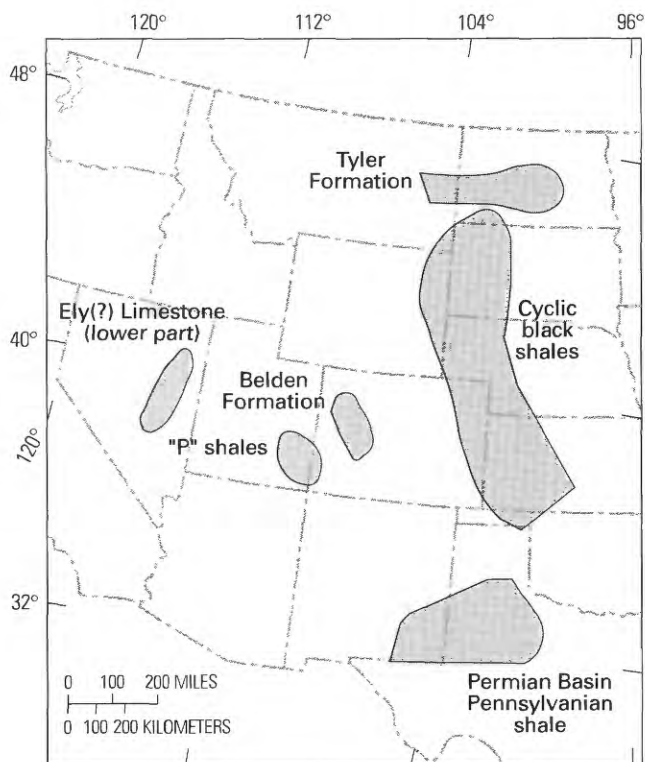 120° 112° 104° 96°
48°
Tyler
Formation
Ely(?) Limestone
(lower part)
40°
Cyclic
black
shales
Belden
Formation
"P" shales
120°
32°
0 100 200 MILES
0 100 200 KILOMETERS
Permian Basin
Pennsylvanian
shale